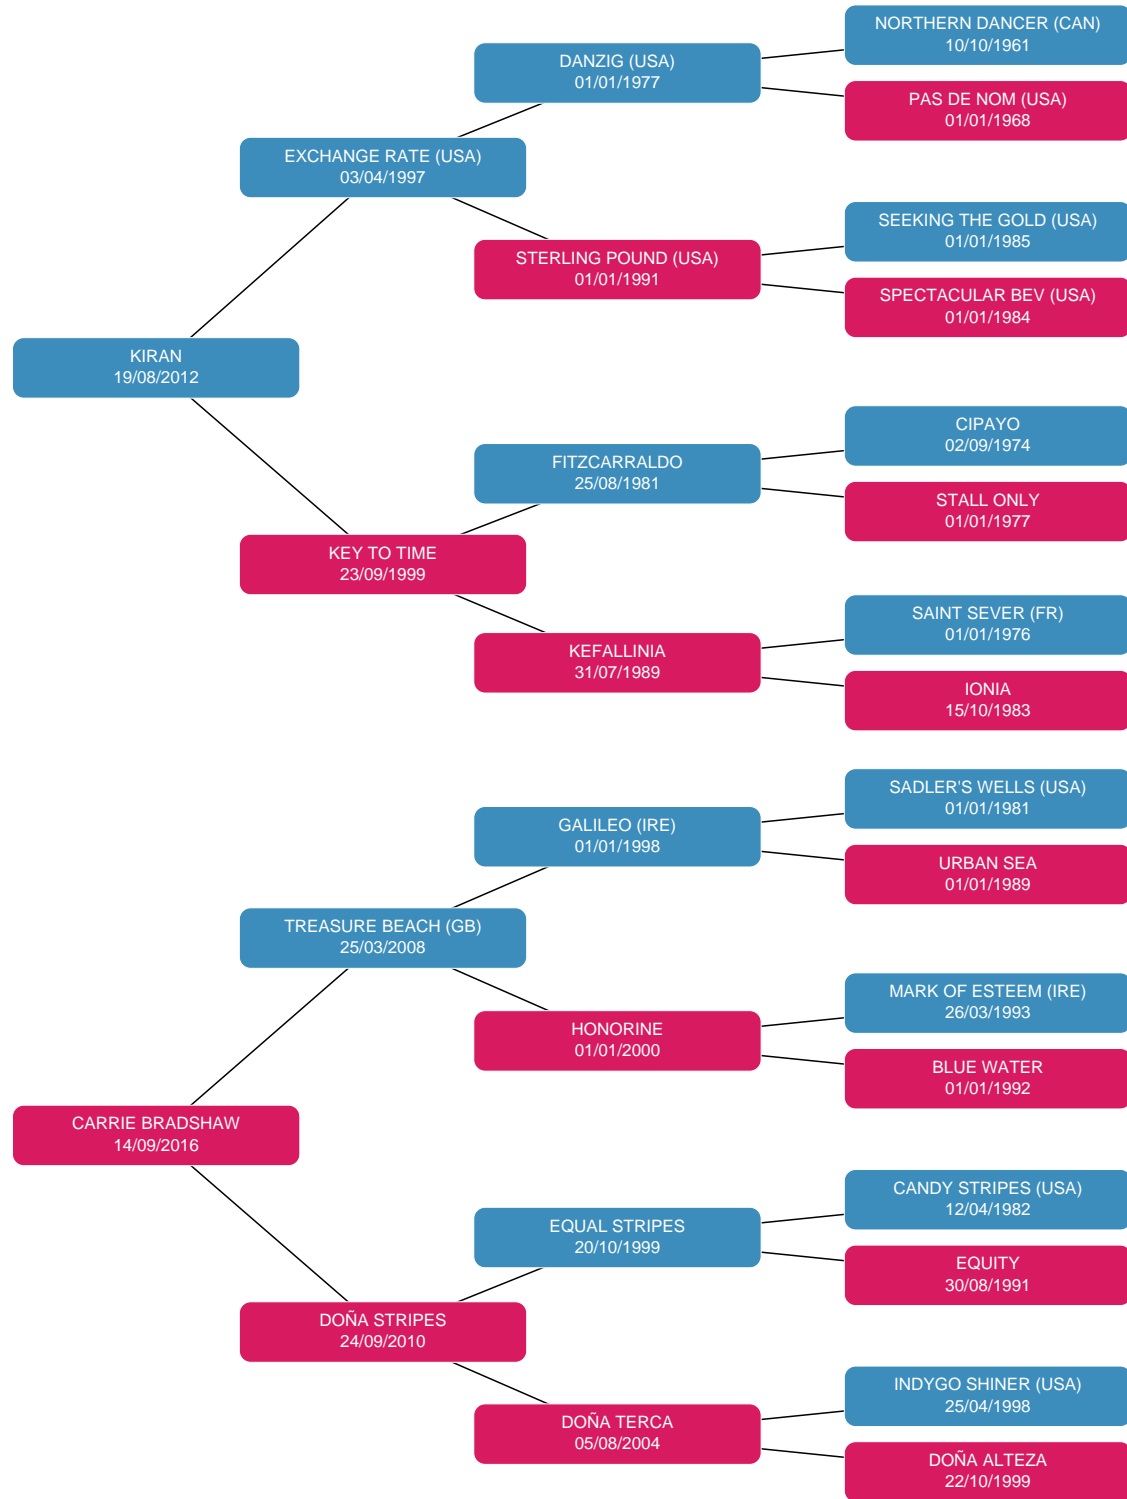 NORTHERN DANCER (CAN)
10/10/1961
DANZIG (USA)
01/01/1977
PAS DE NOM (USA)
01/01/1968
EXCHANGE RATE (USA)
03/04/1997
SEEKING THE GOLD (USA)
01/01/1985
STERLING POUND (USA)
01/01/1991
SPECTACULAR BEV (USA)
01/01/1984
KIRAN
19/08/2012
CIPAYO
02/09/1974
FITZCARRALDO
25/08/1981
STALL ONLY
01/01/1977
KEY TO TIME
23/09/1999
SAINT SEVER (FR)
01/01/1976
KEFALLINIA
31/07/1989
IONIA
15/10/1983
SADLER'S WELLS (USA)
01/01/1981
GALILEO (IRE)
01/01/1998
URBAN SEA
01/01/1989
TREASURE BEACH (GB)
25/03/2008
MARK OF ESTEEM (IRE)
26/03/1993
HONORINE
01/01/2000
BLUE WATER
01/01/1992
CARRIE BRADSHAW
14/09/2016
CANDY STRIPES (USA)
12/04/1982
EQUAL STRIPES
20/10/1999
EQUITY
30/08/1991
DOÑA STRIPES
24/09/2010
INDYGO SHINER (USA)
25/04/1998
DOÑA TERCA
05/08/2004
DOÑA ALTEZA
22/10/1999